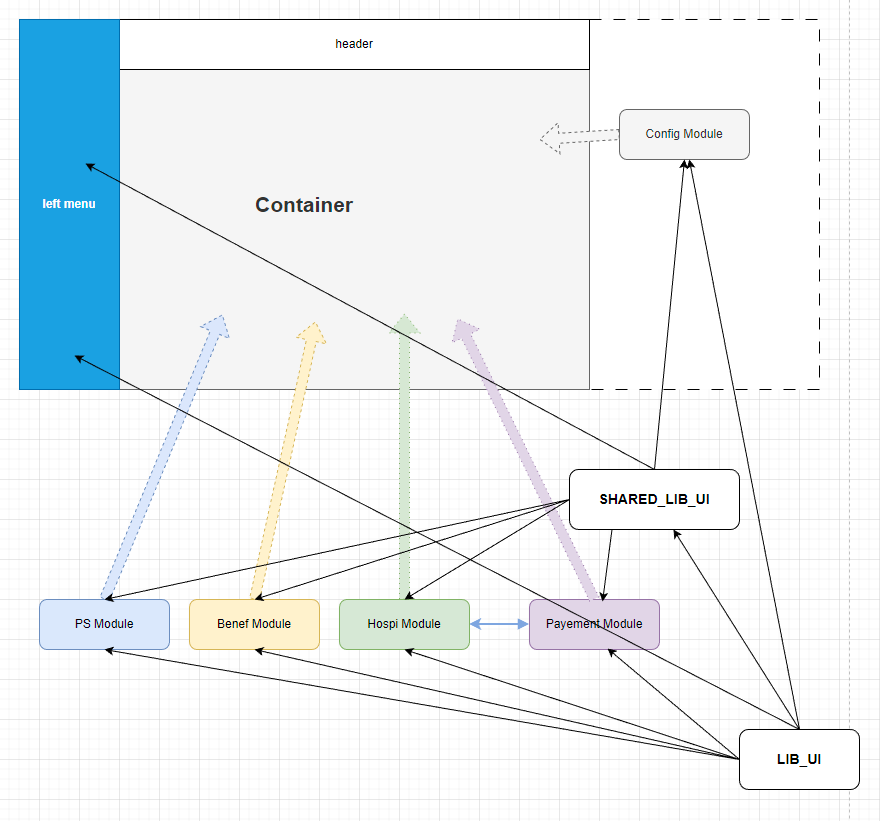 header
Config Module
left menu
Container
SHARED_LIB_UI
PS Module
Benef Module
Hospi Module
Payement Module
LIB_UI